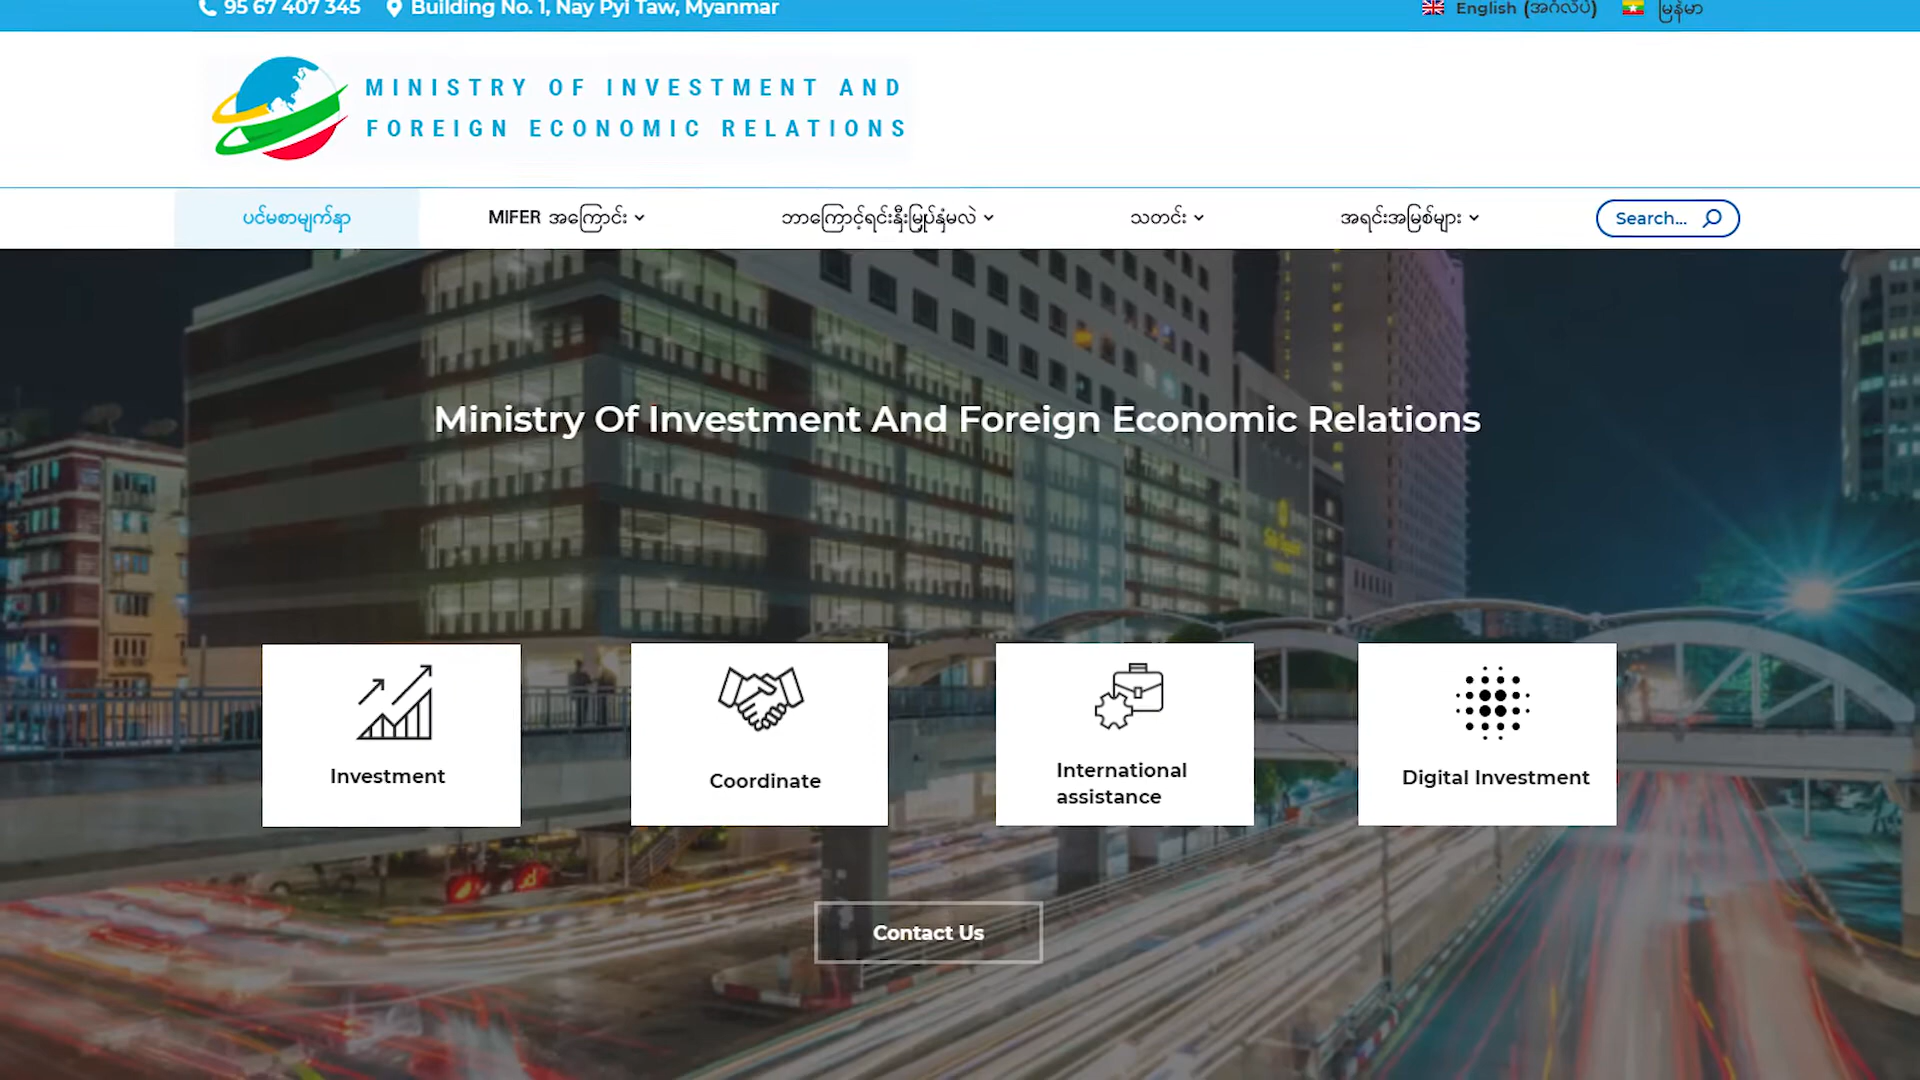 95 67 407 345
Building No. 1, Nay Pyi Taw, Myanmar
English (အင်္ဂလိပ်)
မြန်မာ
MINISTRY OF INVESTMENT AND
FOREIGN ECONOMIC RELATIONS
ပင်မစာမျက်နှာ
MIFER အကြောင်း
ဘာကြောင့်ရင်းနှီးမြှုပ်နှံမလဲ
သတင်း
အရင်းအမြစ်များ
Search...
Ministry Of Investment And Foreign Economic Relations
Investment
Coordinate
International
assistance
Digital Investment
Contact Us